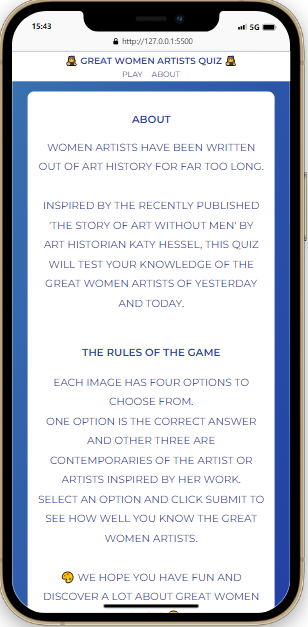 15:43
5G
http://127.0.0.1:5500
GREAT WOMEN ARTISTS QUIZ
PLAY ABOUT
ABOUT
WOMEN ARTISTS HAVE BEEN WRITTEN
OUT OF ART HISTORY FOR FAR TOO LONG.
INSPIRED BY THE RECENTLY PUBLISHED
'THE STORY OF ART WITHOUT MEN' BY
ART HISTORIAN KATY HESSEL, THIS QUIZ
WILL TEST YOUR KNOWLEDGE OF THE
GREAT WOMEN ARTISTS OF YESTERDAY
AND TODAY.
THE RULES OF THE GAME
EACH IMAGE HAS FOUR OPTIONS TO
CHOOSE FROM.
ONE OPTION IS THE CORRECT ANSWER
AND OTHER THREE ARE
CONTEMPORARIES OF THE ARTIST OR
ARTISTS INSPIRED BY HER WORK.
SELECT AN OPTION AND CLICK SUBMIT TO
SEE HOW WELL YOU KNOW THE GREAT
WOMEN ARTISTS.
WE HOPE YOU HAVE FUN AND
DISCOVER A LOT ABOUT GREAT WOMEN